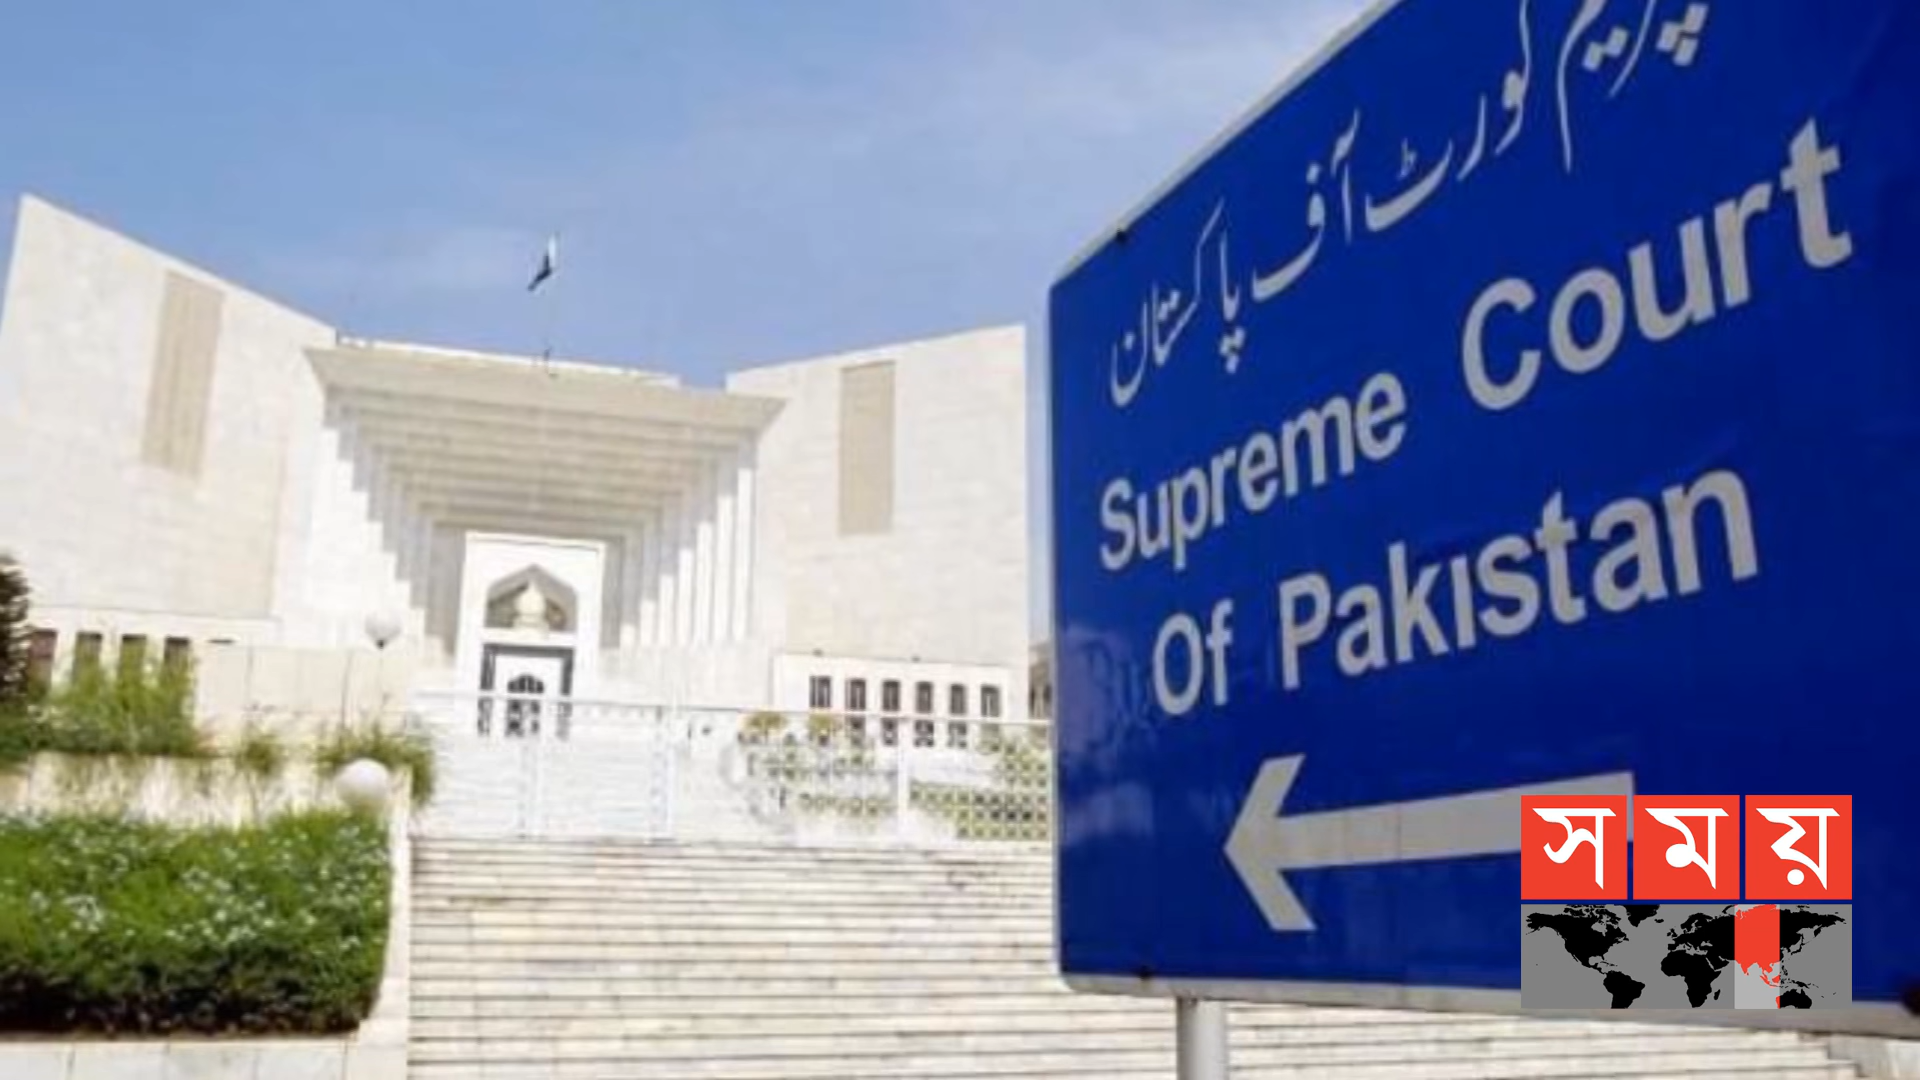 سپریم کورٹ آف پاکستان
Supreme Court
Of Pakistan
সময়